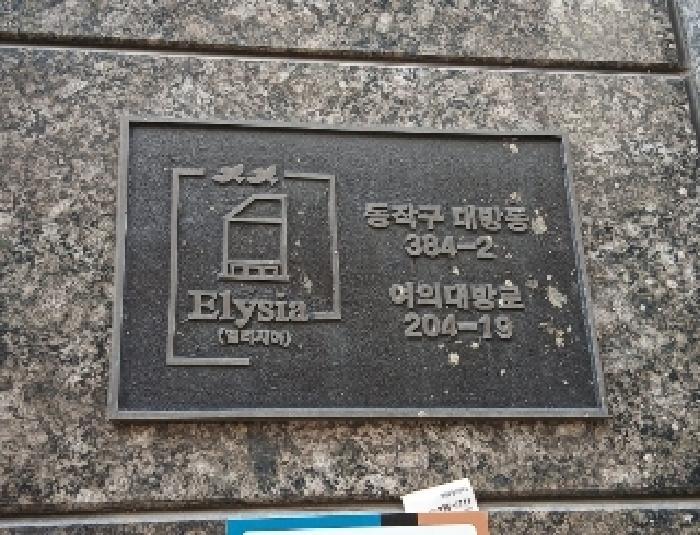 Elysia
동작구 대방동
384-2
여의대방로
204-19